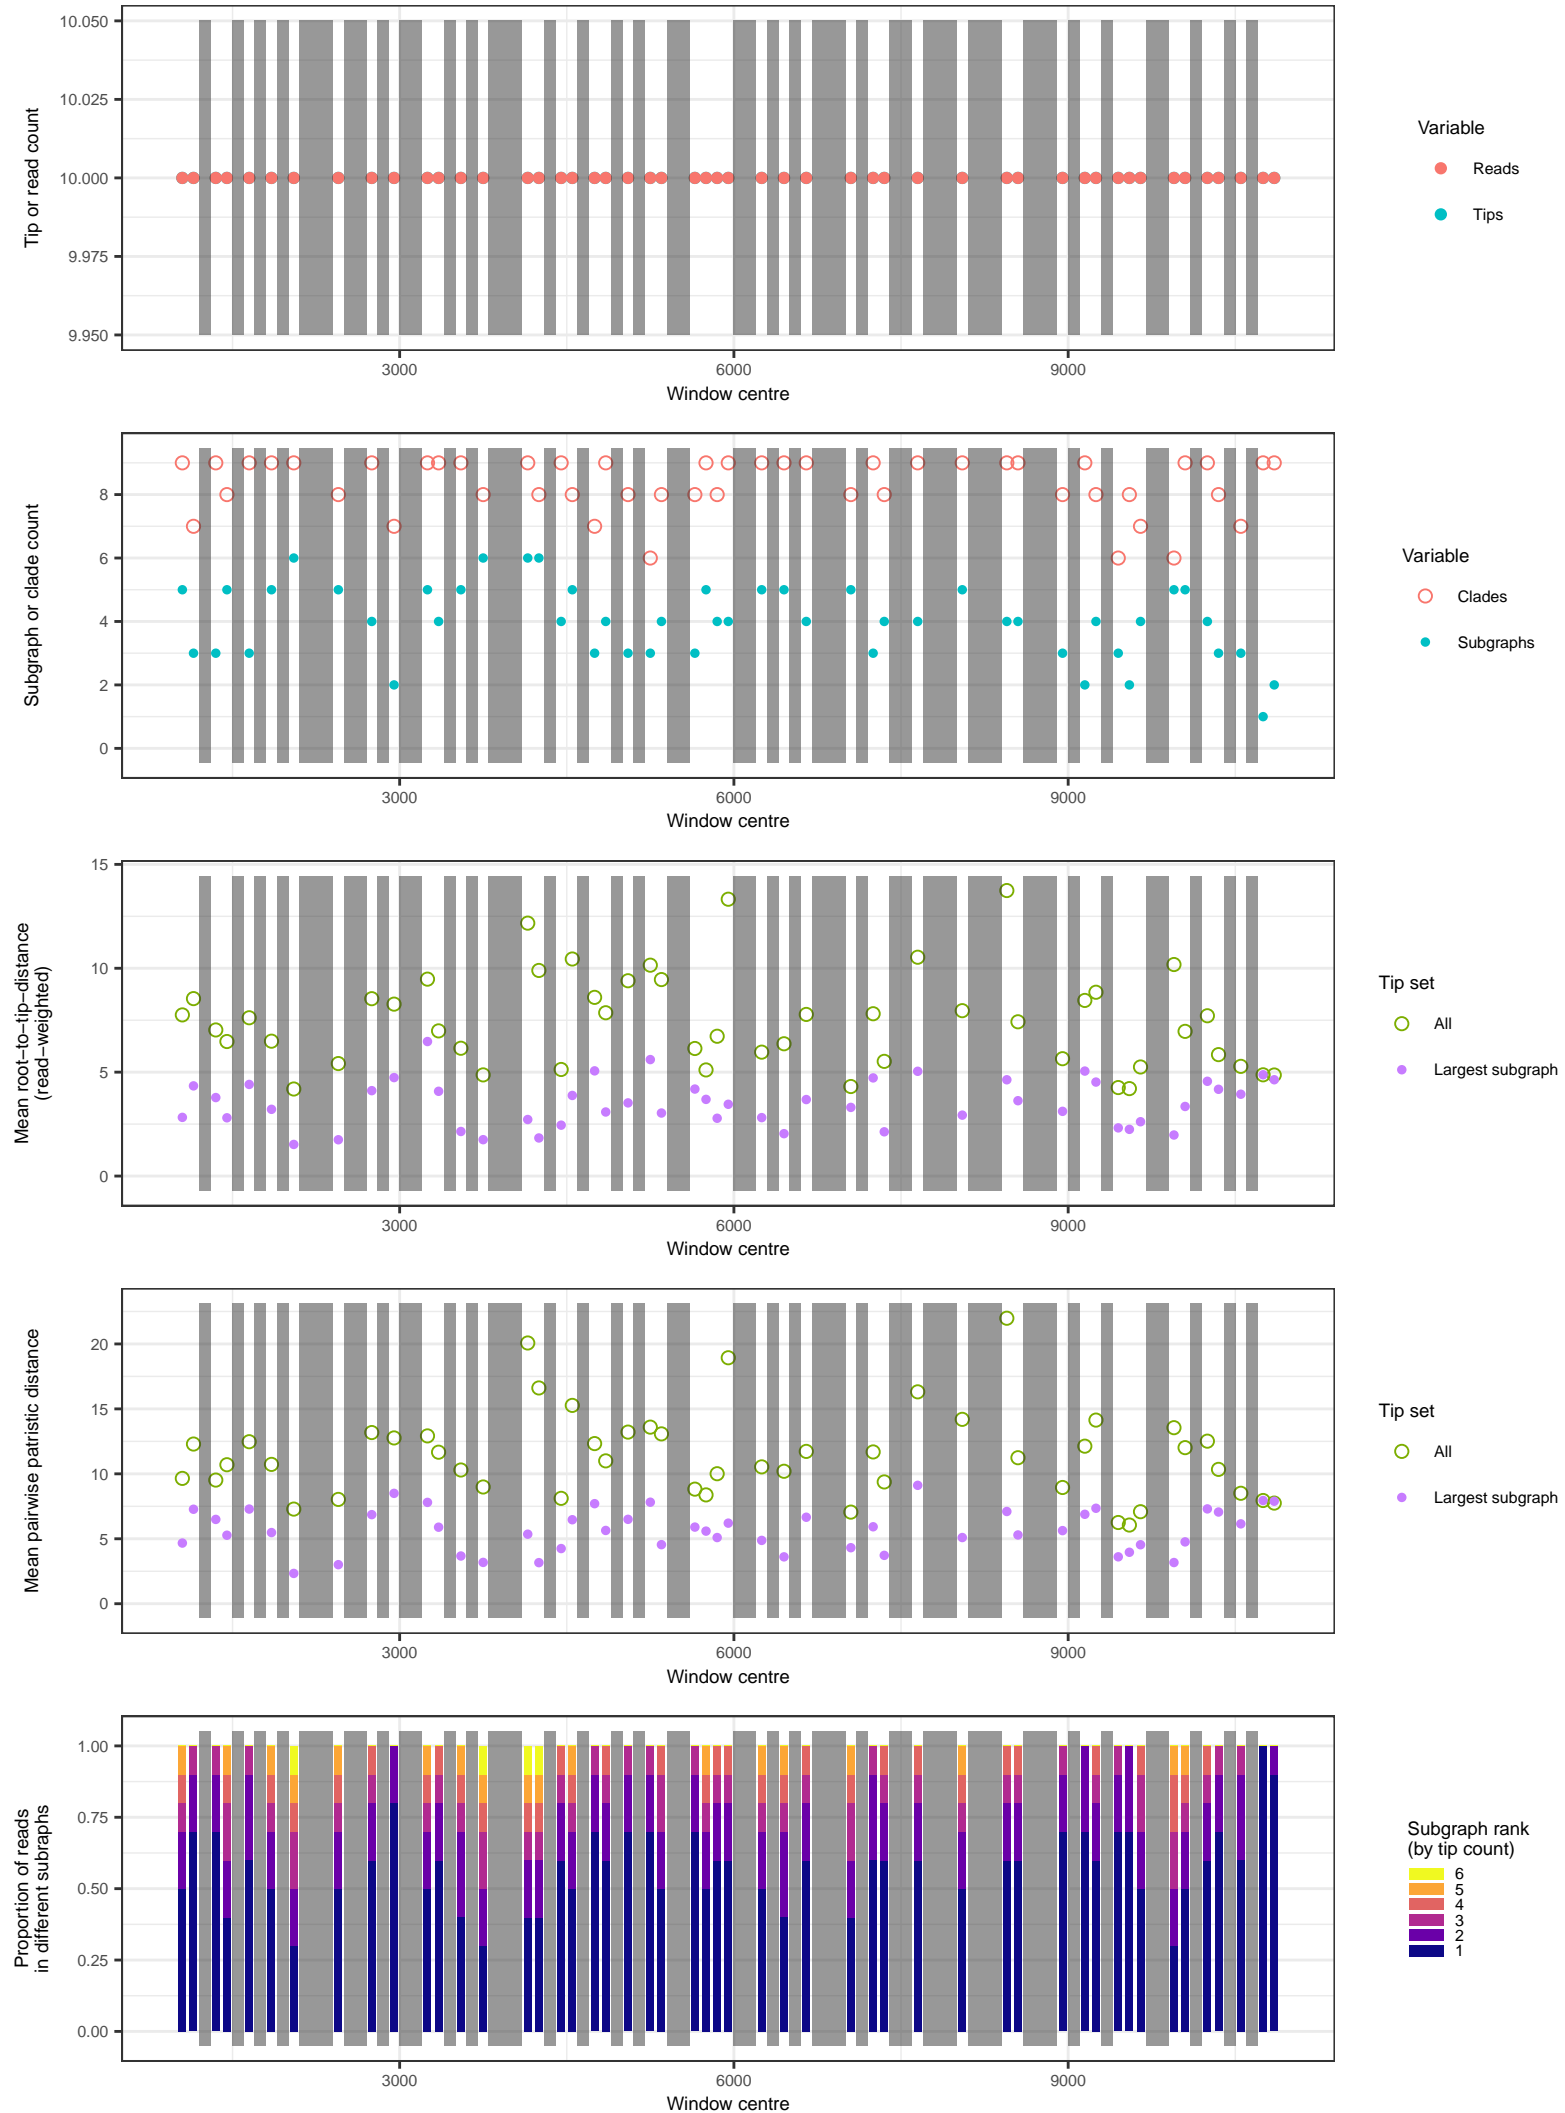 10.050
10.025
10.000
9.975
9.950
Tip or read count
3000
6000
9000
Window centre
Variable
Reads
Tips
8
6
4
2
0
Subgraph or clade count
3000
6000
9000
Window centre
Variable
Clades
Subgraphs
15
10
5
0
Mean root−to−tip−distance
(read−weighted)
3000
6000
9000
Window centre
Tip set
All
Largest subgraph
20
15
10
5
0
Mean pairwise patristic distance
3000
6000
9000
Window centre
Tip set
All
Largest subgraph
1.00
0.75
0.50
0.25
0.00
Proportion of reads
in different subraphs
3000
6000
9000
Window centre
Subgraph rank
(by tip count)
6
5
4
3
2
1